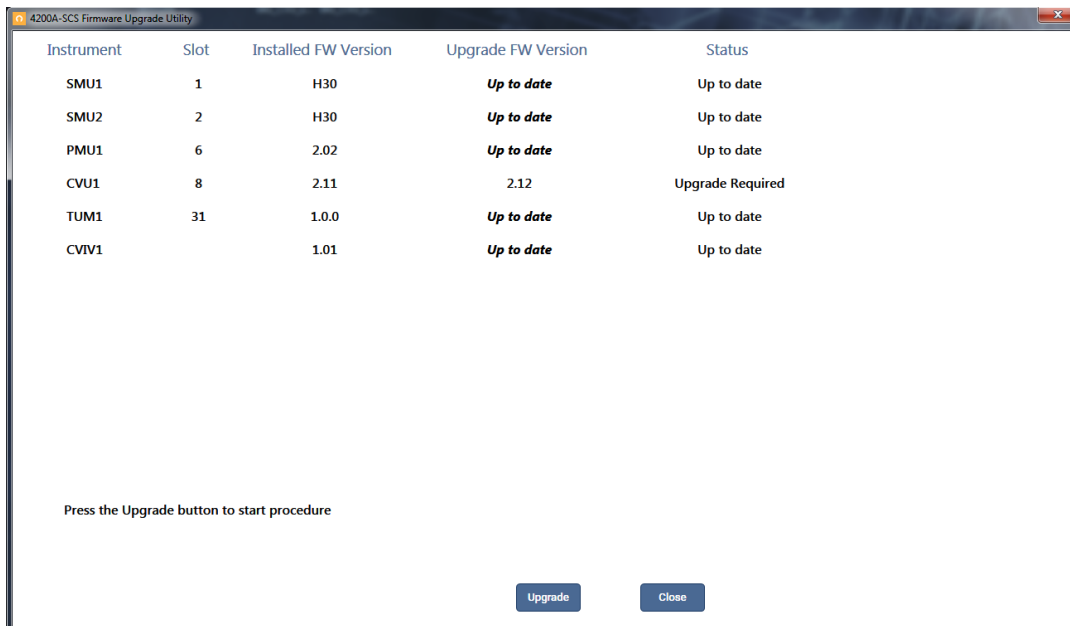 4200A-SCS Firmware Upgrade Utility
Instrument Slot Installed FW Version Upgrade FW Version Status
SMU1 1 H30 Up to date Up to date
SMU2 2 H30 Up to date Up to date
PMU1 6 2.02 Up to date Up to date
CVU1 8 2.11 2.12 Upgrade Required
TUM1 31 1.0.0 Up to date Up to date
CVIV1 1.01 Up to date Up to date
Press the Upgrade button to start procedure
Upgrade Close